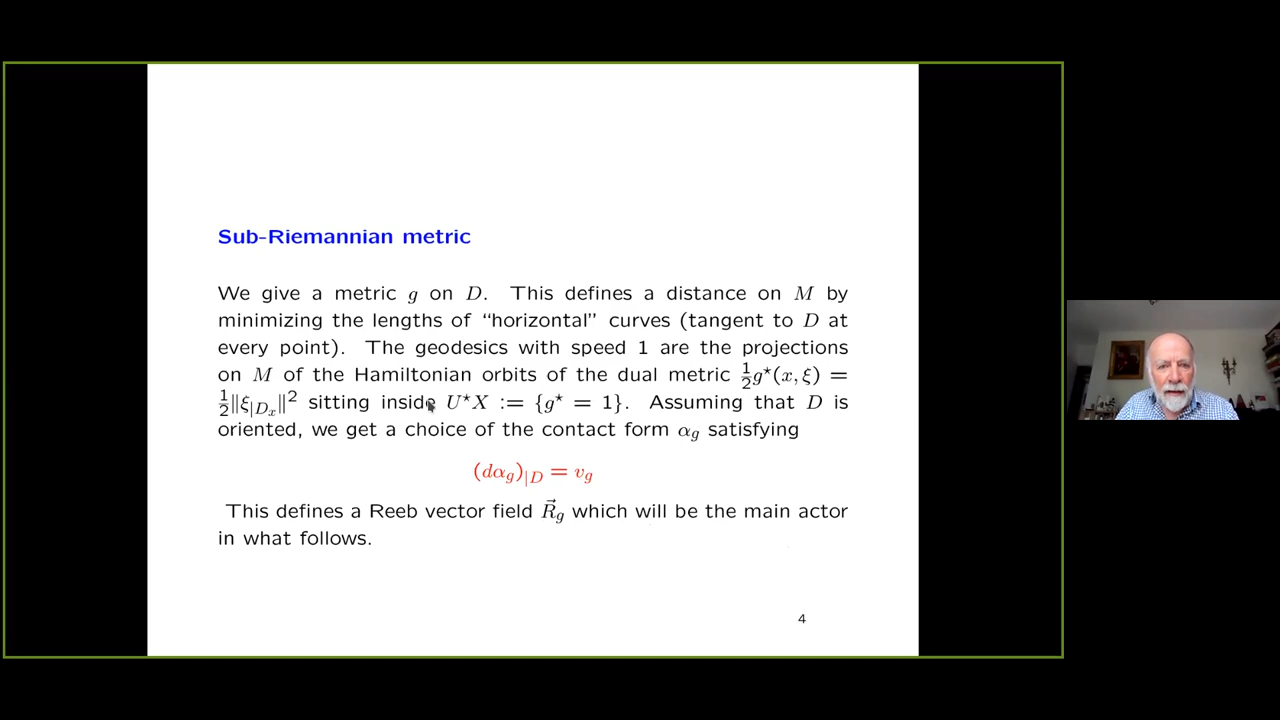 Sub-Riemannian metric
We give a metric g on D. This defines a distance on M by
minimizing the lengths of “horizontal” curves (tangent to D at
every point). The geodesics with speed 1 are the projections
on M of the Hamiltonian orbits of the dual metric ½g⋆(x, ξ) =
½‖ξ|Dₓ‖² sitting inside U⋆X := {g⋆ = 1}. Assuming that D is
oriented, we get a choice of the contact form αg satisfying
(dαg)|D = vg
This defines a Reeb vector field R⃗g which will be the main actor
in what follows.
4